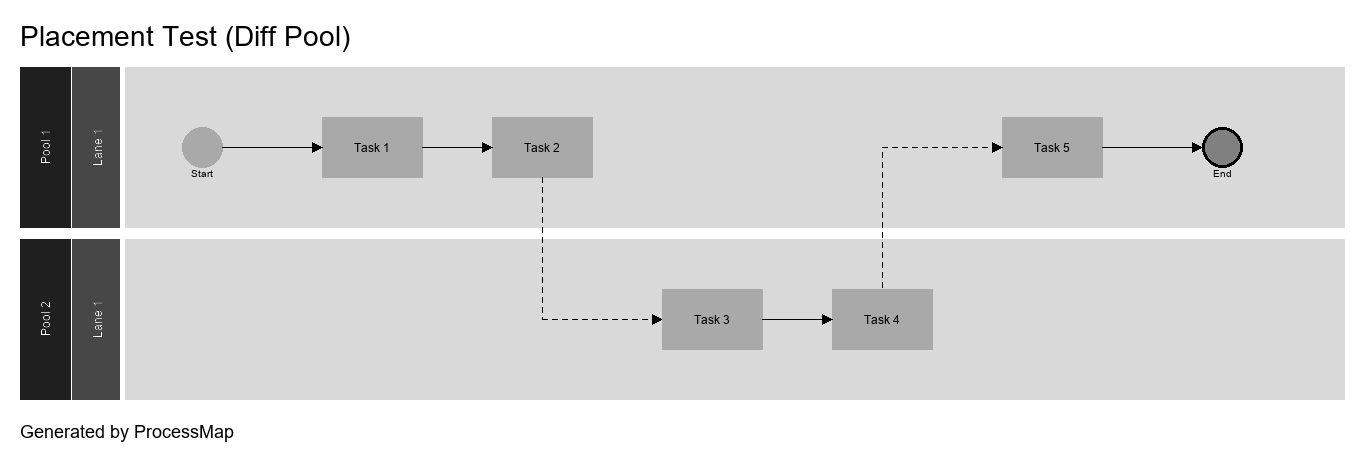 Placement Test (Diff Pool)
Pool 1
Lane 1
Start
Task 1
Task 2
Task 5
End
Pool 2
Lane 1
Task 3
Task 4
Generated by ProcessMap